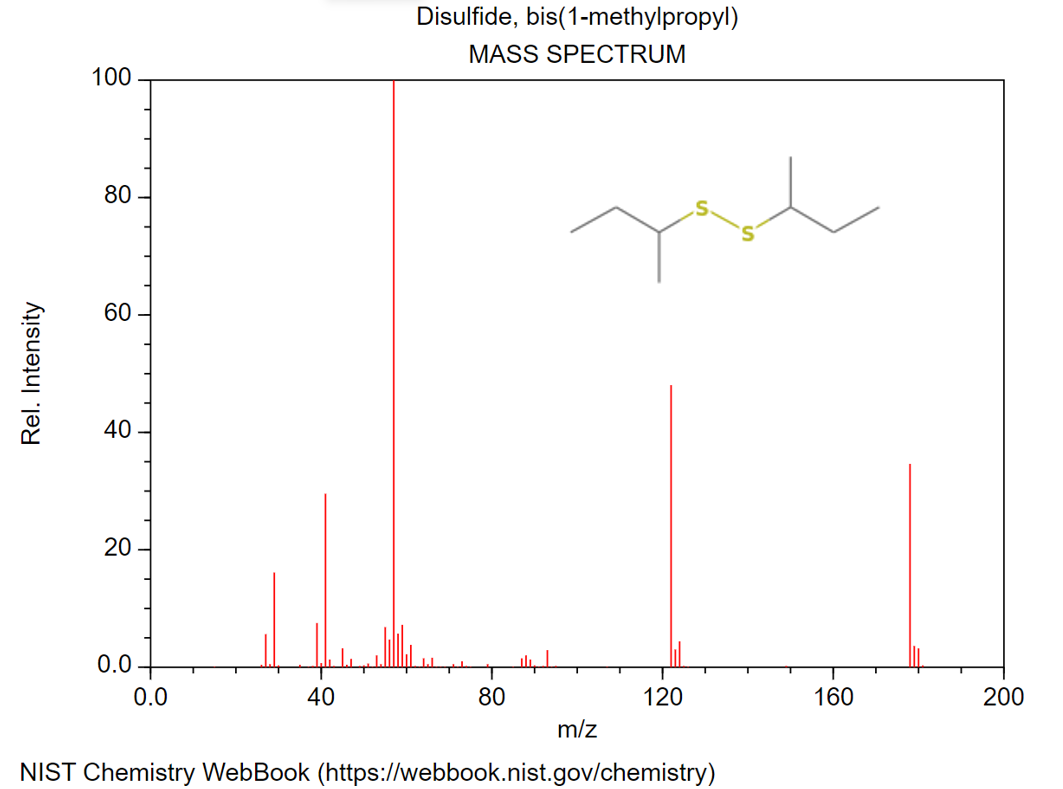 Disulfide, bis(1-methylpropyl)
MASS SPECTRUM
100
80
60
40
20
0.0
Rel. Intensity
S
S
0.0 40 80 120 160 200
m/z
NIST Chemistry WebBook (https://webbook.nist.gov/chemistry)